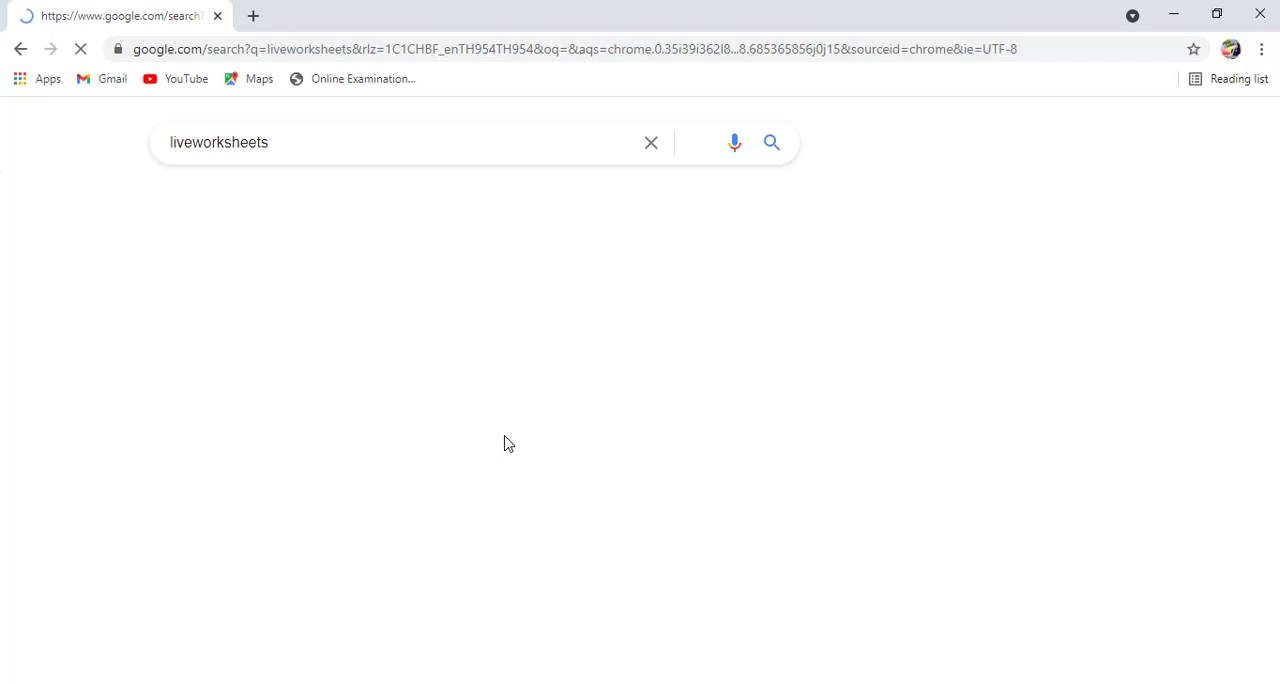 https://www.google.com/search?
google.com/search?q=liveworksheets&rlz=1C1CHBF_enTH954TH954&oq=&aqs=chrome.0.35i39i362l8...8.685365856j0j15&sourceid=chrome&ie=UTF-8
Apps Gmail YouTube Maps Online Examination... Reading list
liveworksheets